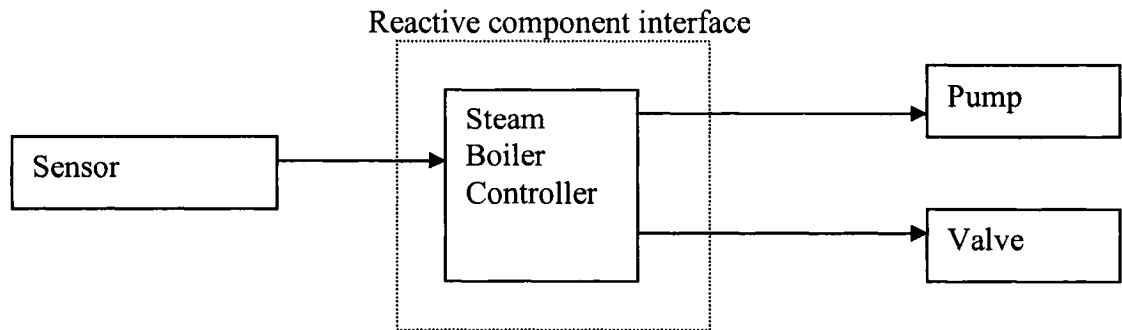 Reactive component interface
Sensor
Steam
Boiler
Controller
Pump
Valve